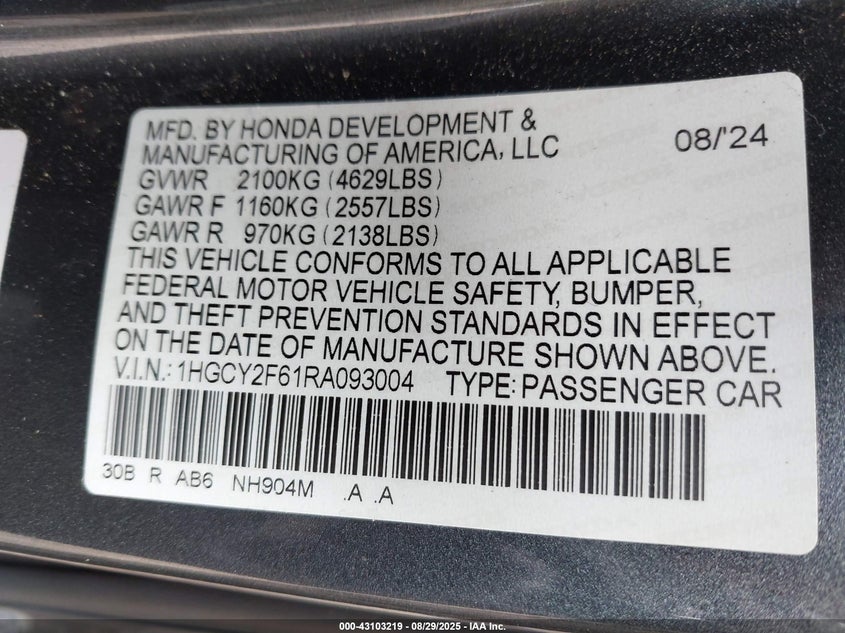 MFD. BY HONDA DEVELOPMENT &
MANUFACTURING OF AMERICA, LLC 08/'24
GVWR 2100KG (4629LBS)
GAWR F 1160KG (2557LBS)
GAWR R 970KG (2138LBS)
THIS VEHICLE CONFORMS TO ALL APPLICABLE
FEDERAL MOTOR VEHICLE SAFETY, BUMPER,
AND THEFT PREVENTION STANDARDS IN EFFECT
ON THE DATE OF MANUFACTURE SHOWN ABOVE.
V.I.N.: 1HGCY2F61RA093004 TYPE: PASSENGER CAR
30B R AB6 NH904M .A .A
000-43103219 - 08/29/2025 - IAA Inc.